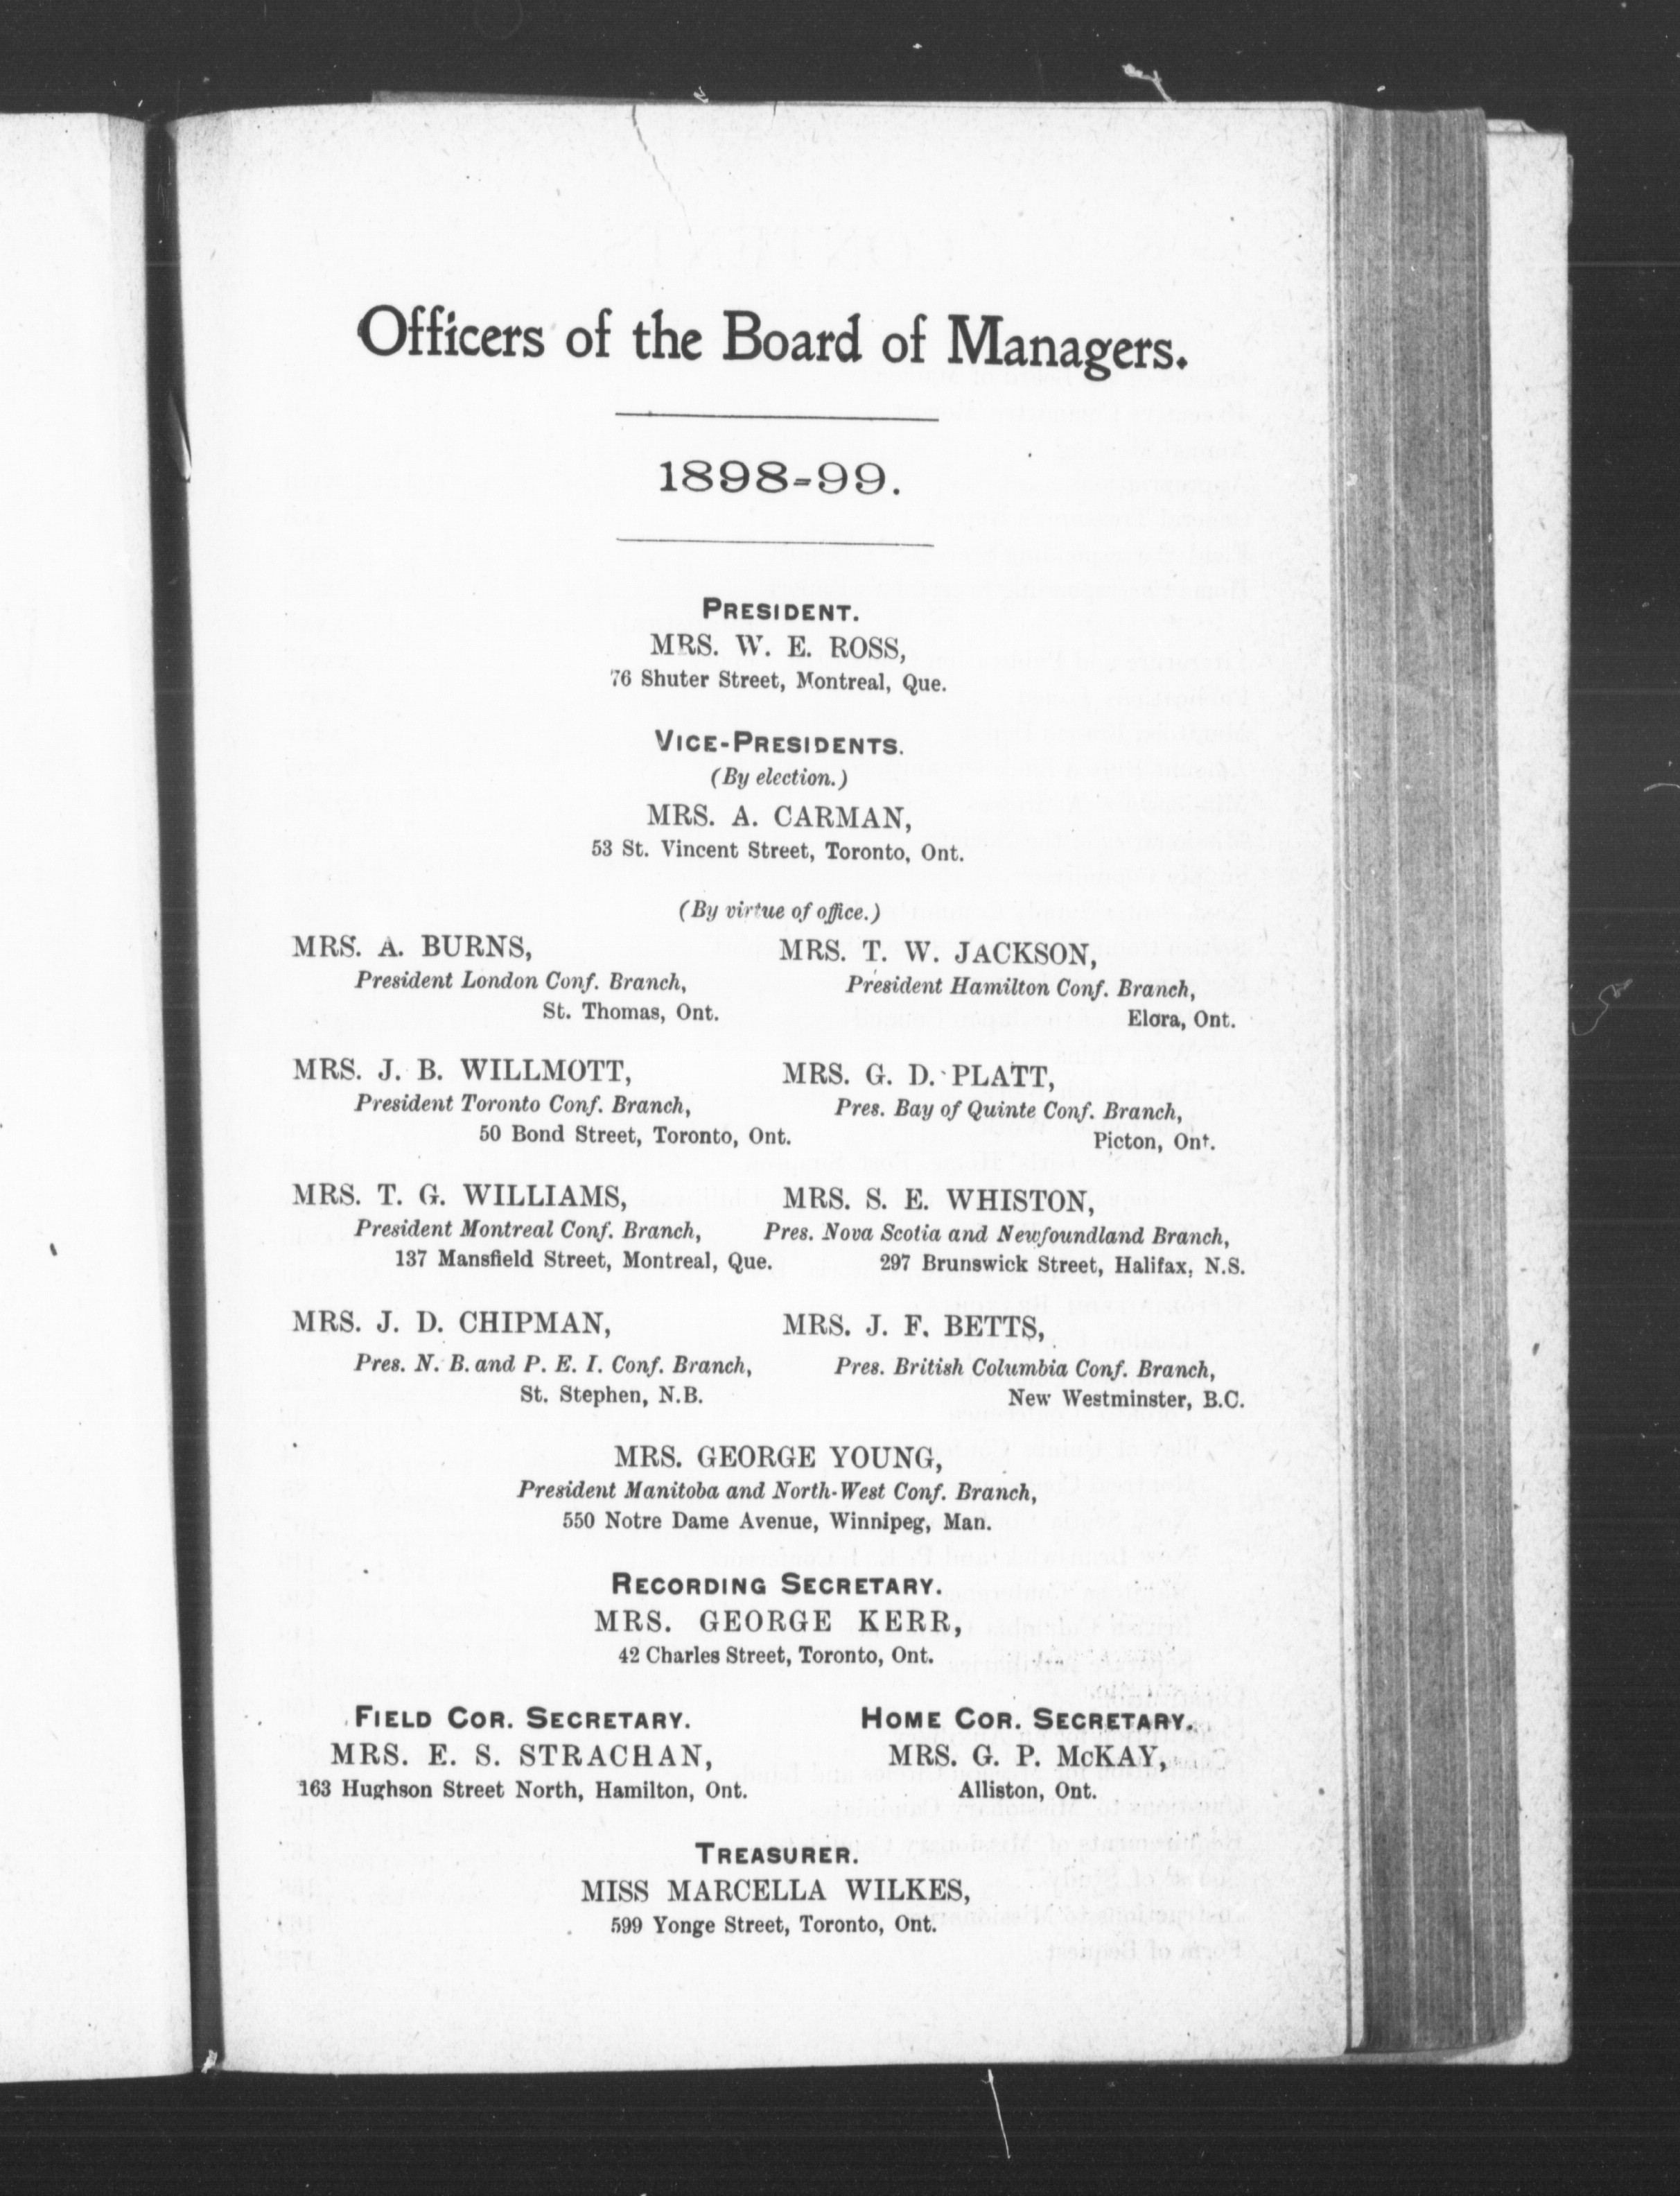 Officers of the Board of Managers.
1898-99.
PRESIDENT.
MRS. W. E. ROSS,
76 Shuter Street, Montreal, Que.
VICE-PRESIDENTS.
(By election.)
MRS. A. CARMAN,
53 St. Vincent Street, Toronto, Ont.
(By virtue of office.)
MRS. A. BURNS,
President London Conf. Branch,
St. Thomas, Ont.
MRS. T. W. JACKSON,
President Hamilton Conf. Branch,
Elora, Ont.
MRS. J. B. WILLMOTT,
President Toronto Conf. Branch,
50 Bond Street, Toronto, Ont.
MRS. G. D. PLATT,
Pres. Bay of Quinte Conf. Branch,
Picton, Ont.
MRS. T. G. WILLIAMS,
President Montreal Conf. Branch,
137 Mansfield Street, Montreal, Que.
MRS. S. E. WHISTON,
Pres. Nova Scotia and Newfoundland Branch,
297 Brunswick Street, Halifax, N.S.
MRS. J. D. CHIPMAN,
Pres. N. B. and P. E. I. Conf. Branch,
St. Stephen, N.B.
MRS. J. F. BETTS,
Pres. British Columbia Conf. Branch,
New Westminster, B.C.
MRS. GEORGE YOUNG,
President Manitoba and North-West Conf. Branch,
550 Notre Dame Avenue, Winnipeg, Man.
RECORDING SECRETARY.
MRS. GEORGE KERR,
42 Charles Street, Toronto, Ont.
FIELD COR. SECRETARY.
MRS. E. S. STRACHAN,
163 Hughson Street North, Hamilton, Ont.
HOME COR. SECRETARY.
MRS. G. P. McKAY,
Alliston, Ont.
TREASURER.
MISS MARCELLA WILKES,
599 Yonge Street, Toronto, Ont.